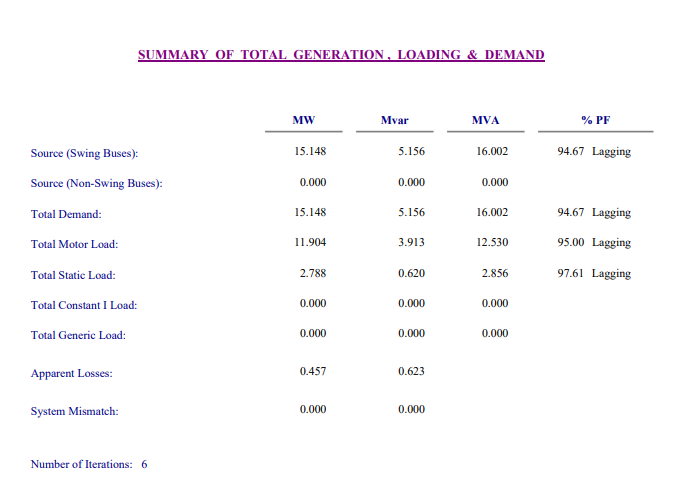 SUMMARY OF TOTAL GENERATION , LOADING & DEMAND
MW Mvar MVA % PF
Source (Swing Buses): 15.148 5.156 16.002 94.67 Lagging
Source (Non-Swing Buses): 0.000 0.000 0.000
Total Demand: 15.148 5.156 16.002 94.67 Lagging
Total Motor Load: 11.904 3.913 12.530 95.00 Lagging
Total Static Load: 2.788 0.620 2.856 97.61 Lagging
Total Constant I Load: 0.000 0.000 0.000
Total Generic Load: 0.000 0.000 0.000
Apparent Losses: 0.457 0.623
System Mismatch: 0.000 0.000
Number of Iterations: 6